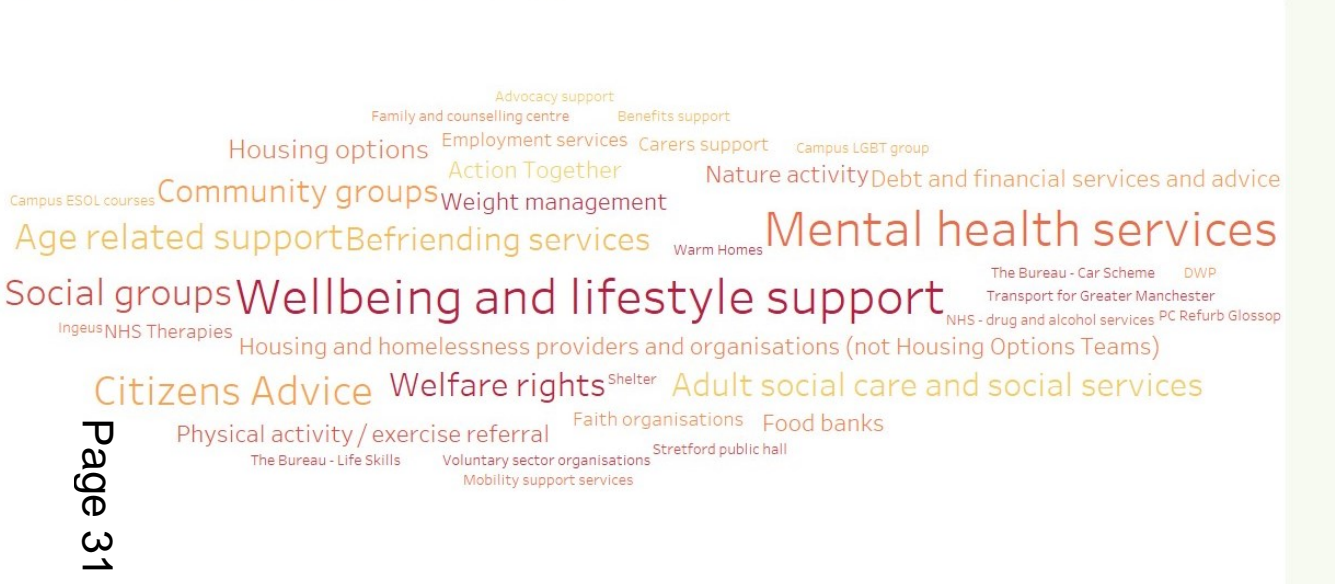 Advocacy support
Family and counselling centre Benefits support
Housing options Employment services Carers support Campus LGBT group
Action Together Nature activity Debt and financial services and advice
Campus ESOL courses Community groups Weight management
Age related support Befriending services Warm Homes Mental health services
The Bureau - Car Scheme DWP
Social groups Wellbeing and lifestyle support Transport for Greater Manchester
NHS - drug and alcohol services PC Refurb Glossop
Ingeus NHS Therapies
Housing and homelessness providers and organisations (not Housing Options Teams)
Citizens Advice Welfare rights Shelter Adult social care and social services
Physical activity / exercise referral Faith organisations Food banks
The Bureau - Life Skills Voluntary sector organisations Stretford public hall
Mobility support services
Page 31